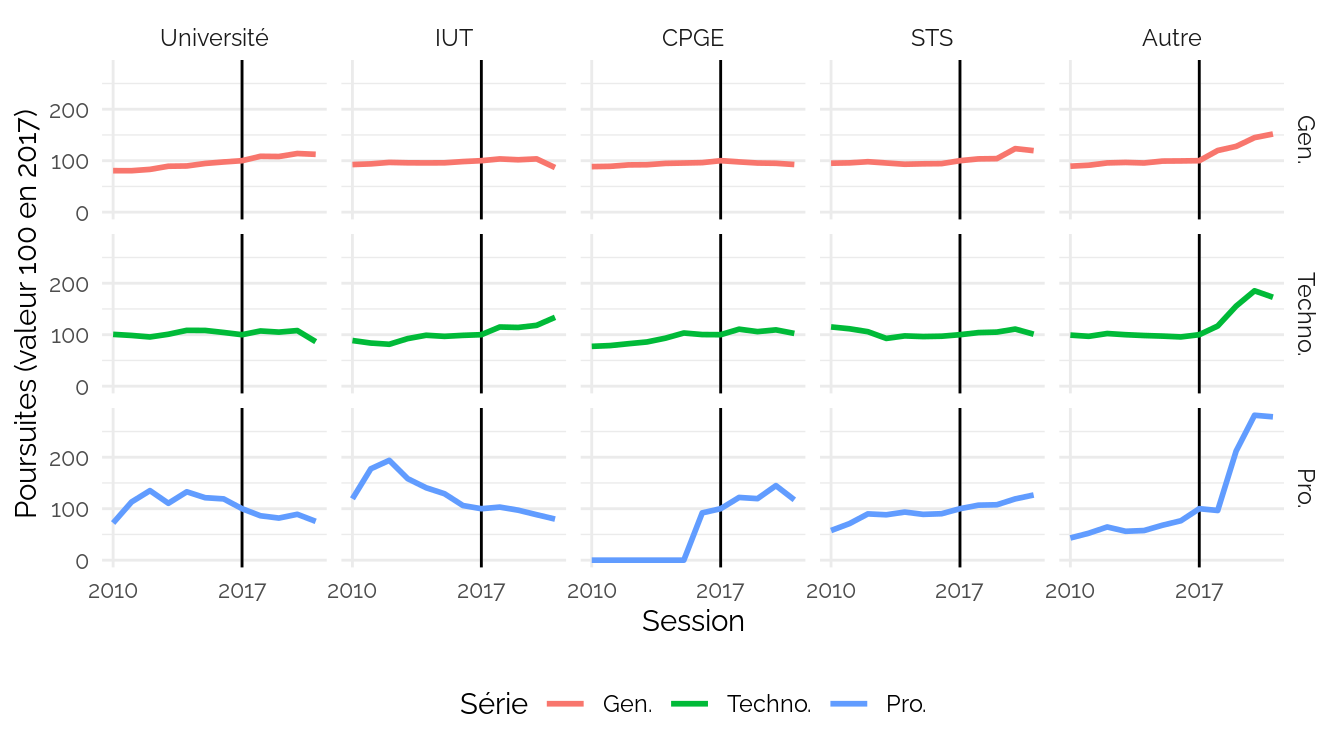 Université IUT CPGE STS Autre
Poursuites (valeur 100 en 2017)
200
100
0
Gen.
200
100
0
Techno.
200
100
0
Pro.
2010 2017 2010 2017 2010 2017 2010 2017 2010 2017
Session
Série Gen. Techno. Pro.